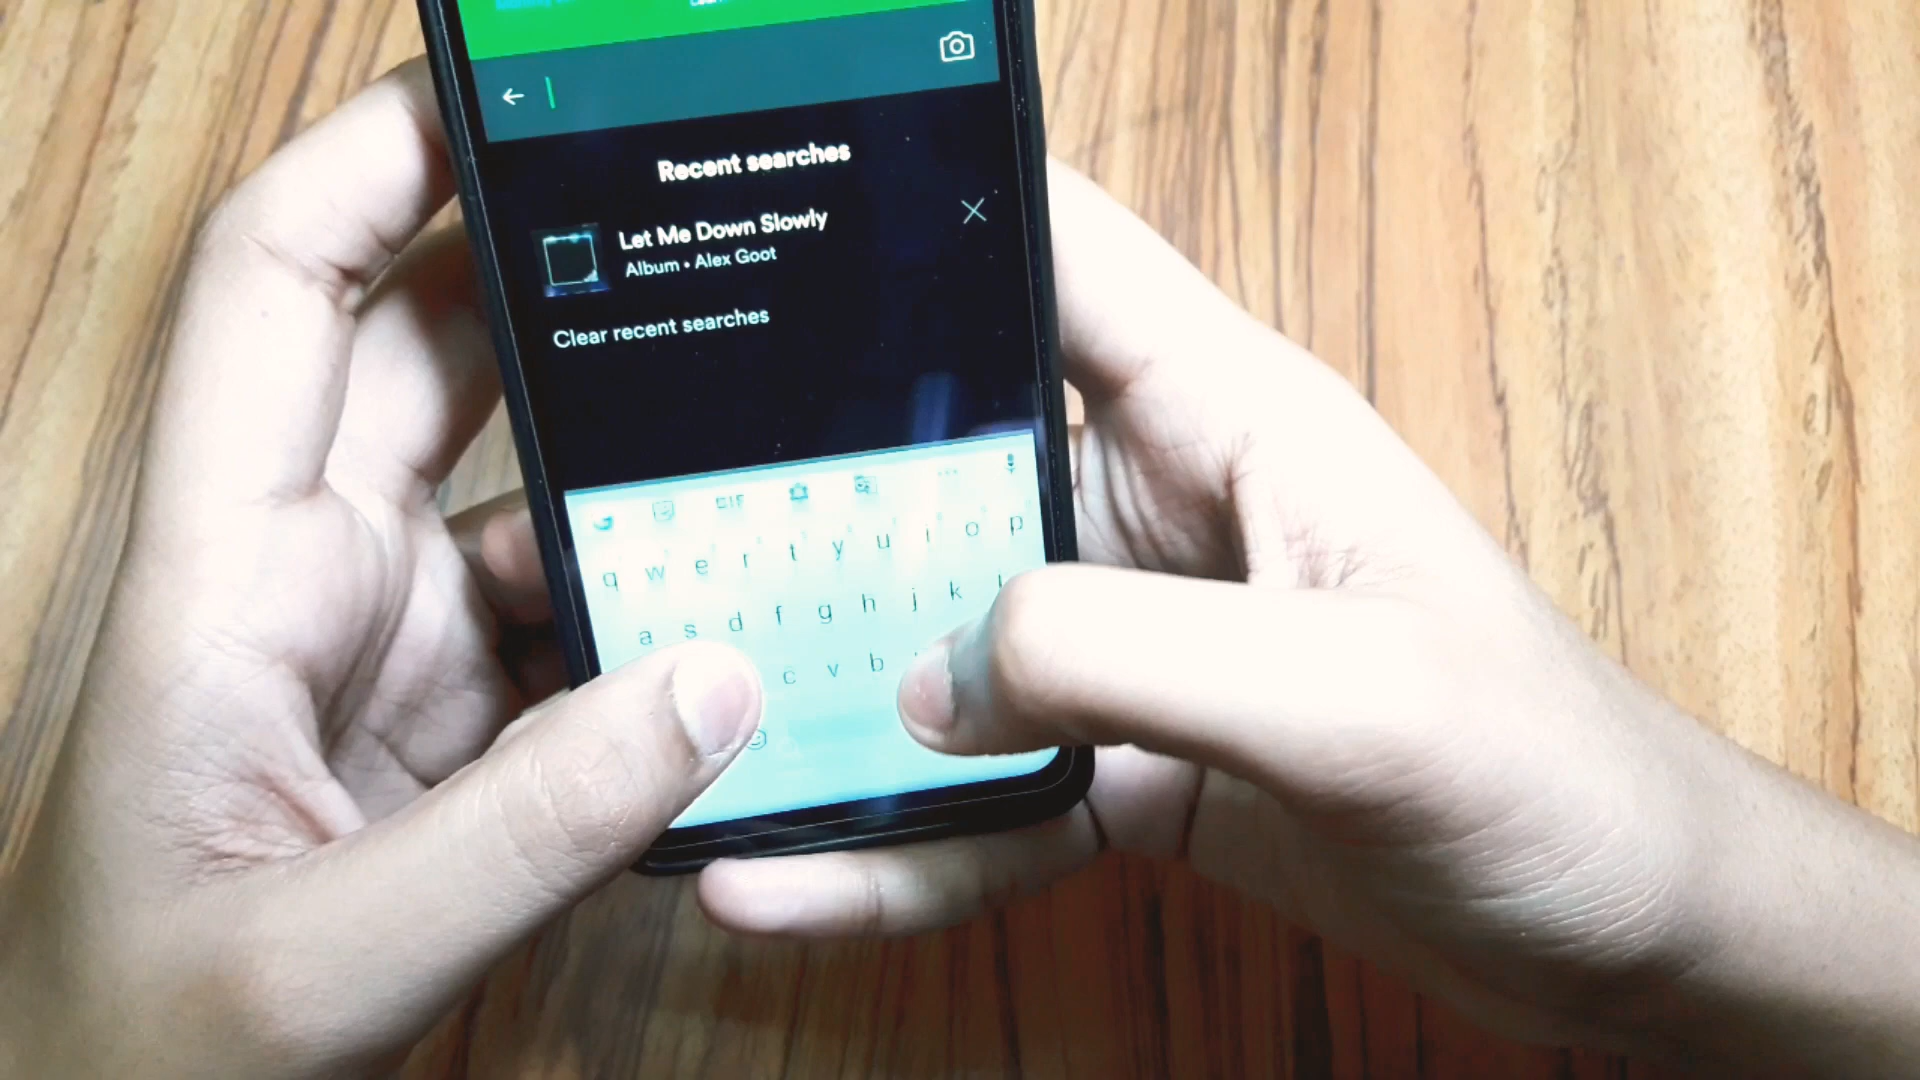 Recent searches
Let Me Down Slowly
Album • Alex Goot
Clear recent searches
GIF
q w e r t y u i o p
a s d f g h j k l
c v b